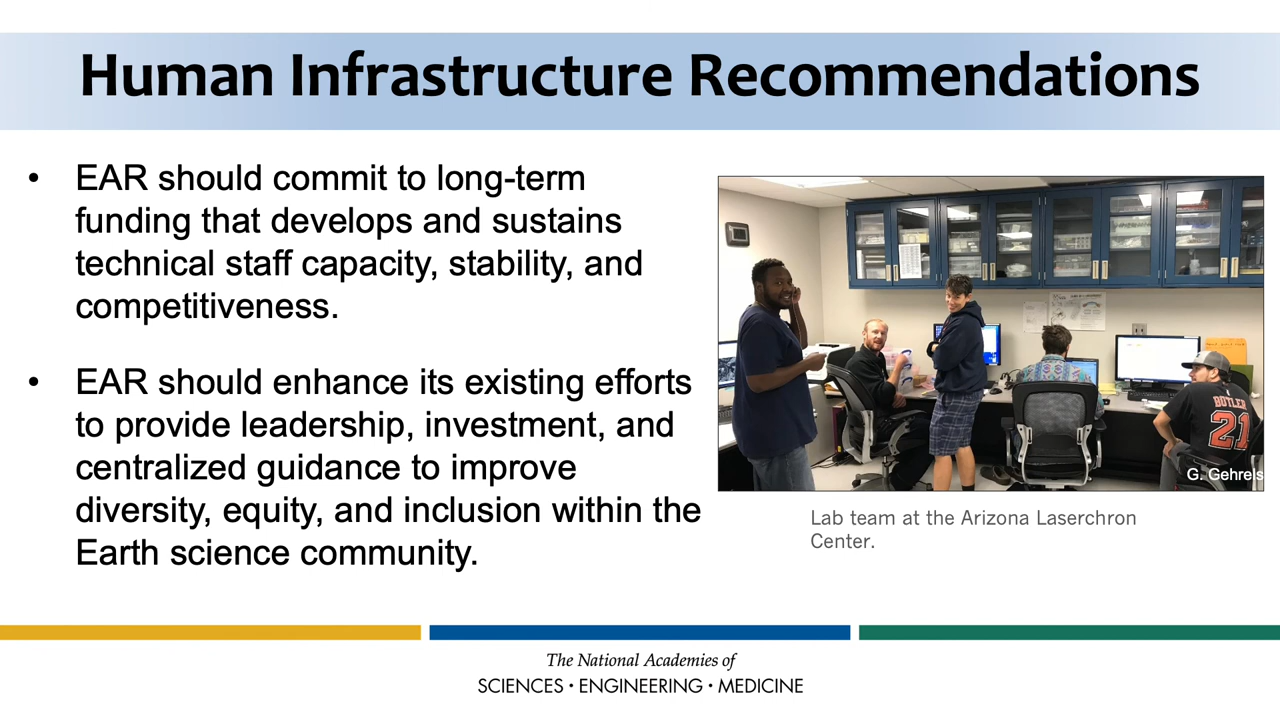 Human Infrastructure Recommendations
• EAR should commit to long-term
funding that develops and sustains
technical staff capacity, stability, and
competitiveness.
• EAR should enhance its existing efforts
to provide leadership, investment, and
centralized guidance to improve
diversity, equity, and inclusion within the
Earth science community.
BUTLER
21
G. Gehrels
Lab team at the Arizona Laserchron
Center.
The National Academies of
SCIENCES • ENGINEERING • MEDICINE